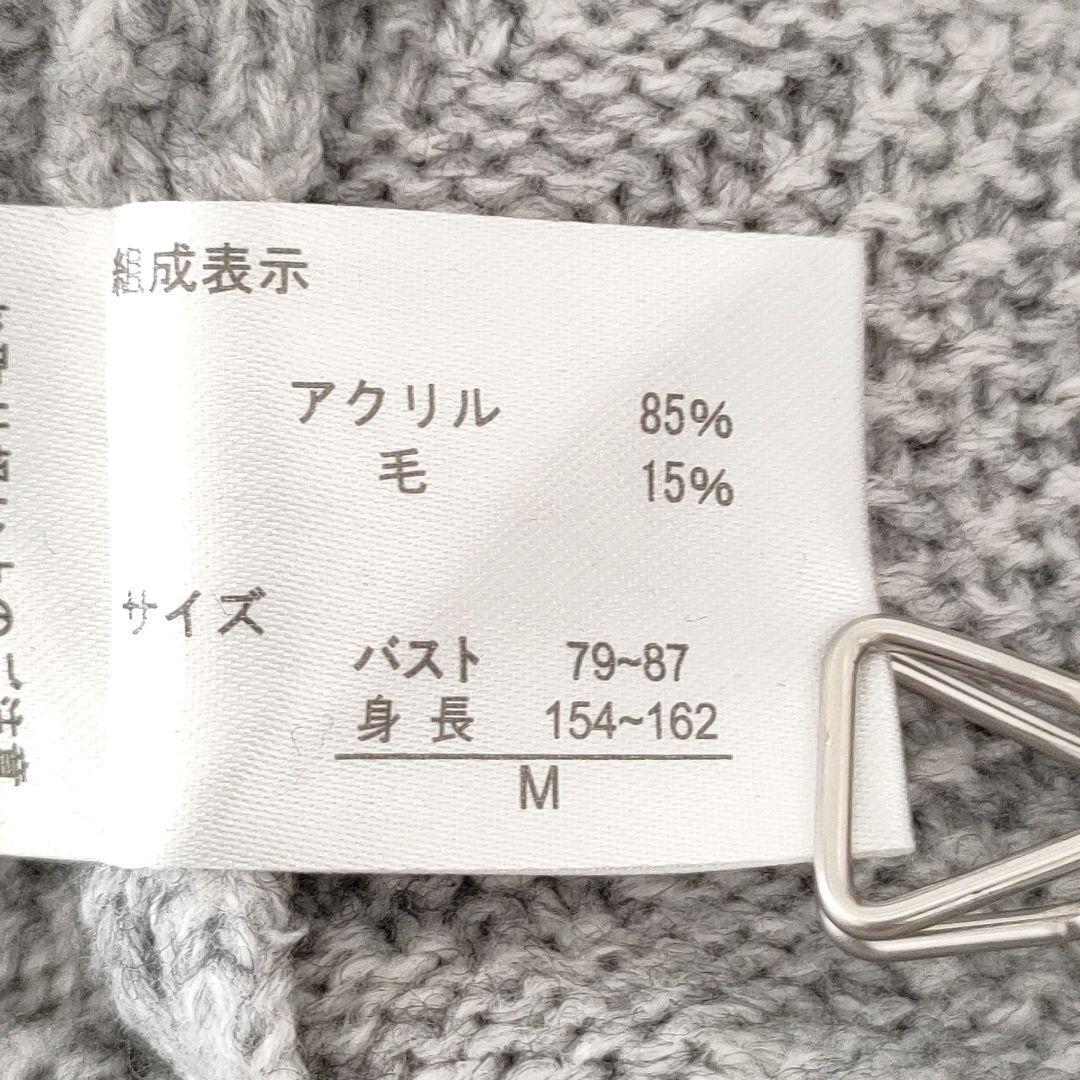 組成表示
アクリル 85%
毛 15%
サイズ
バスト 79~87
身長 154~162
M